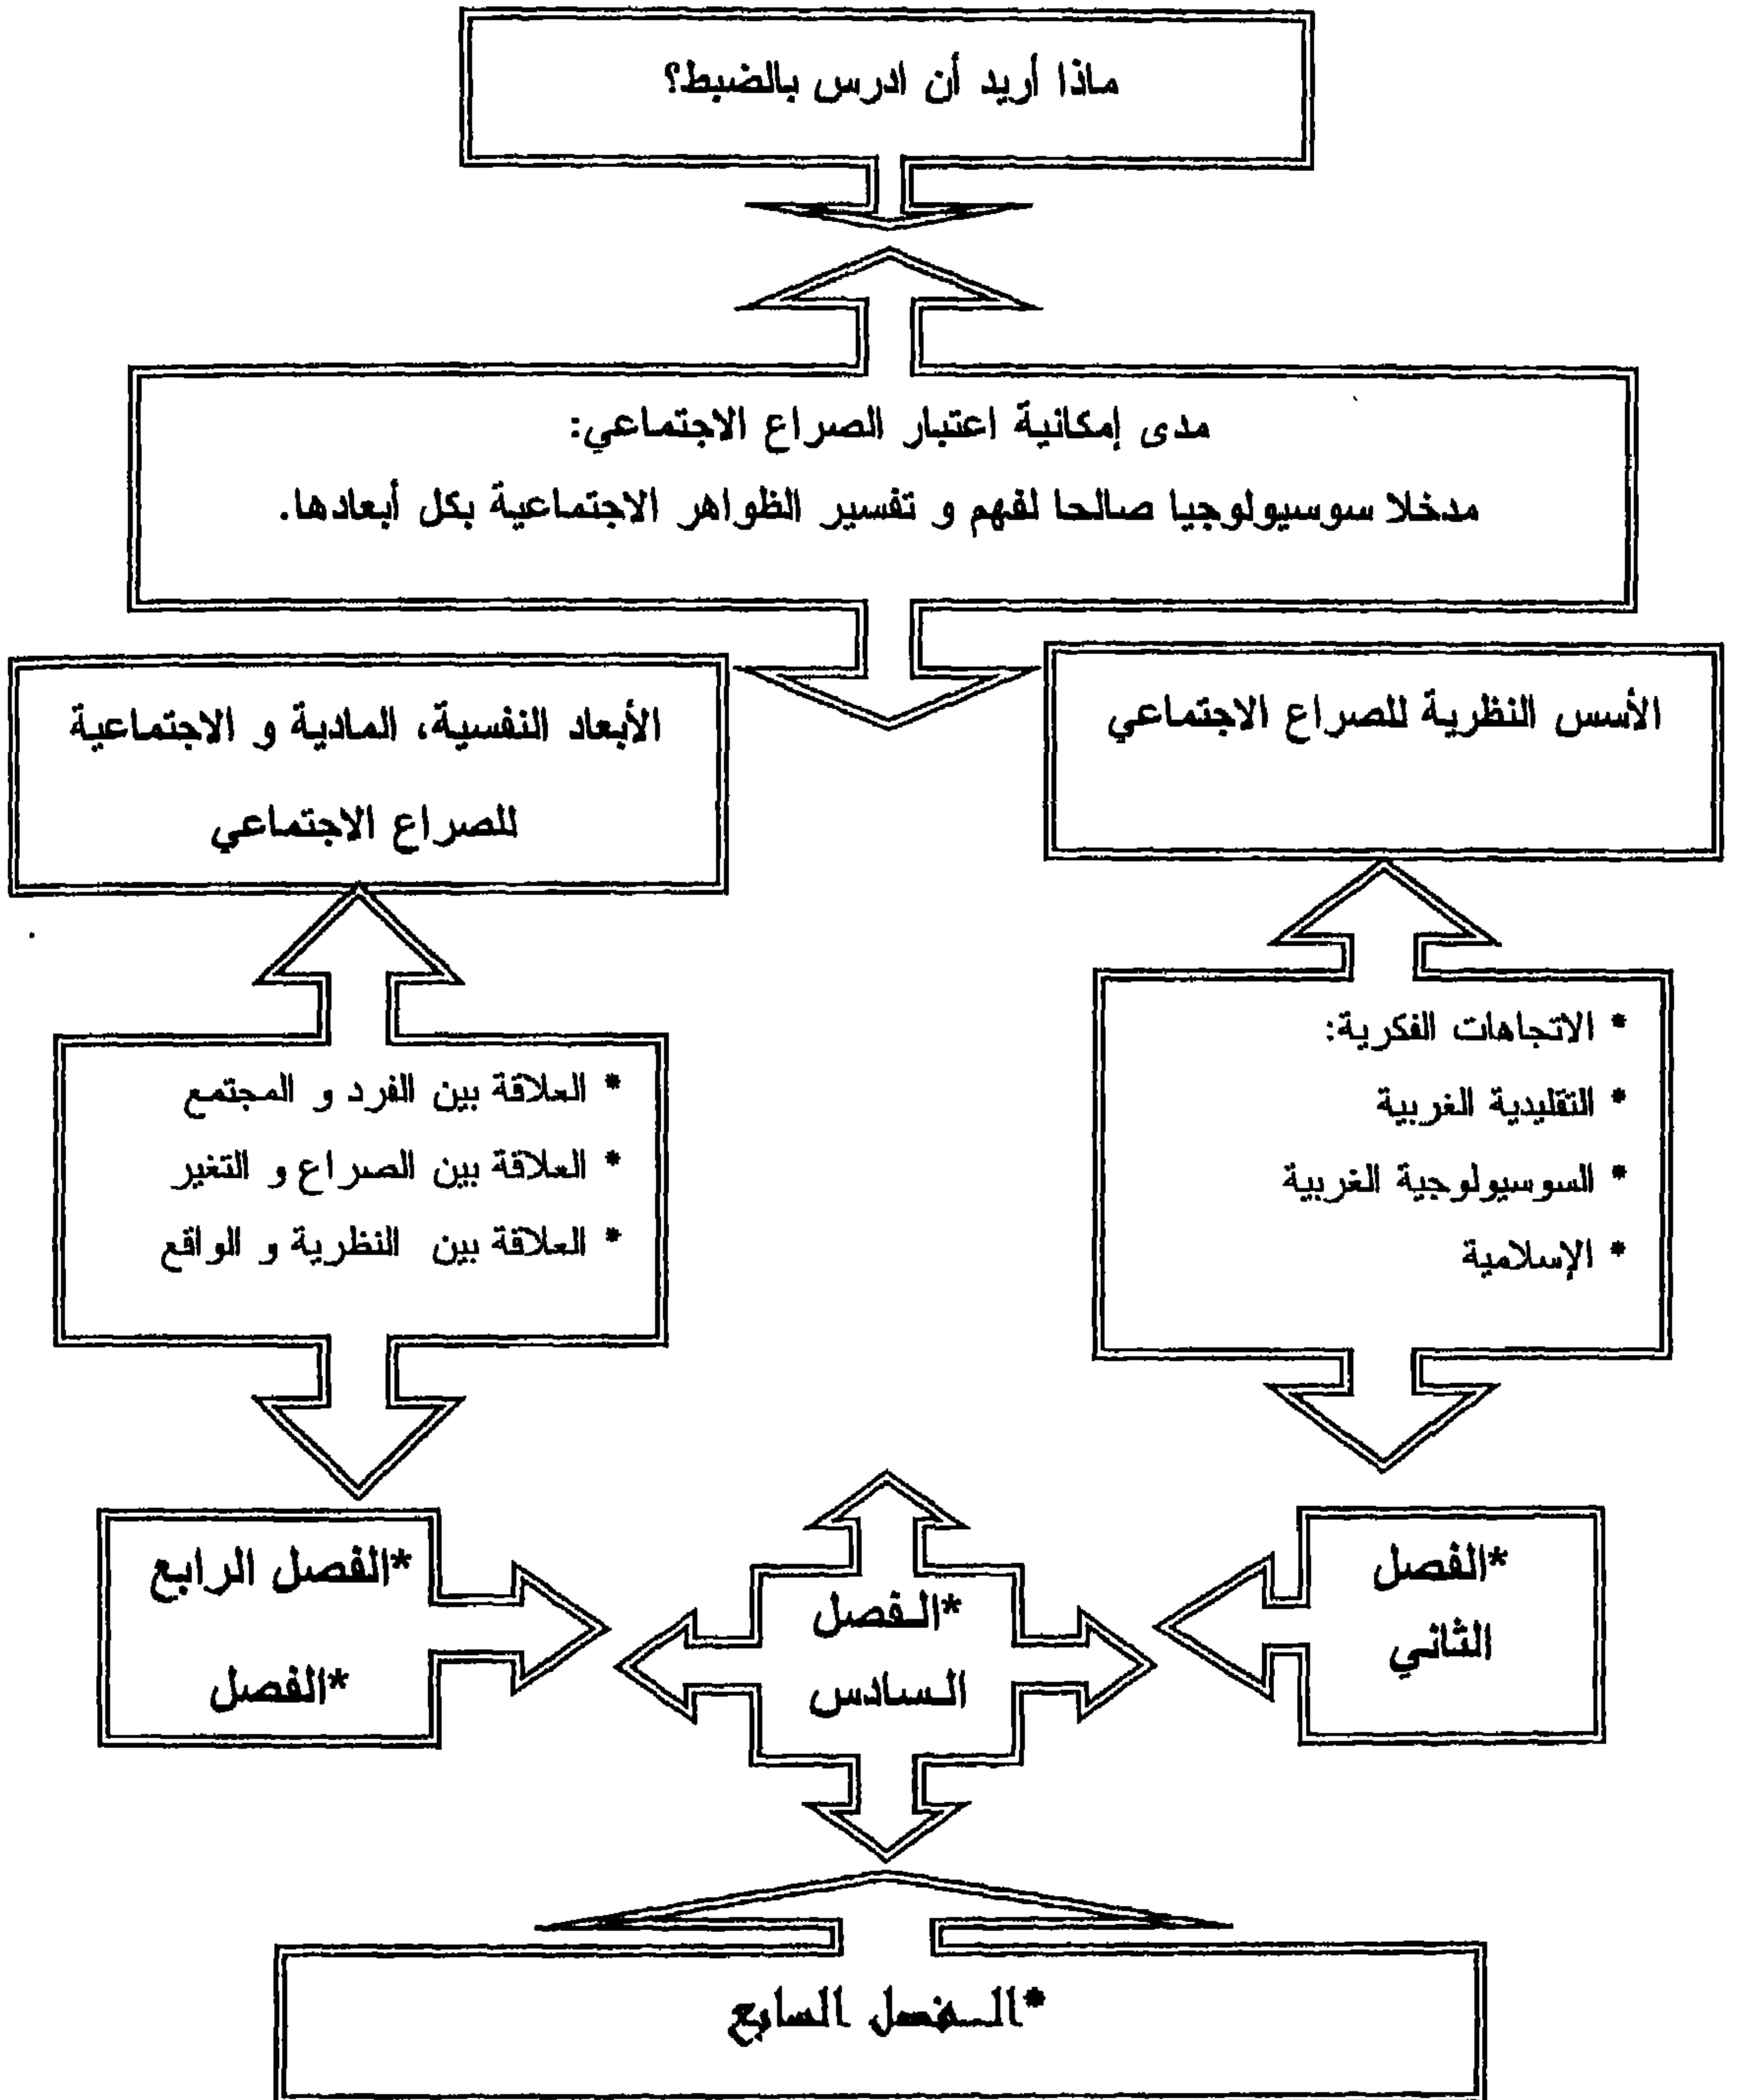 ماذا أريد أن ادرس بالضبط؟
مدى إمكانية اعتبار الصراع الاجتماعي:
مدخلا سوسيولوجيا صالحا لفهم و تفسير الظواهر الاجتماعية بكل أبعادها.
الأسس النظرية للصراع الاجتماعي
الأبعاد النفسية، المادية و الاجتماعية
للصراع الاجتماعي
* الاتجاهات الفكرية:
* التقليدية الغربية
* السوسيولوجية الغربية
* الإسلامية
* العلاقة بين الفرد و المجتمع
* العلاقة بين الصراع و التغير
* العلاقة بين النظرية و الواقع
*الفصل
الثاني
*الفصل
السادس
*الفصل الرابع
*الفصل
*الفصل السابع